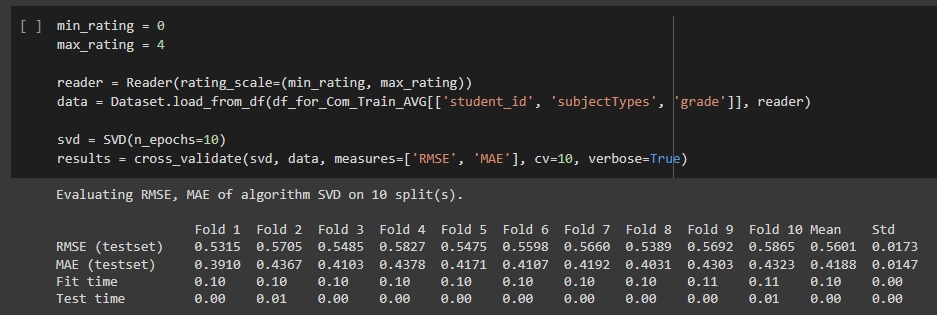 [ ] min_rating = 0
max_rating = 4
reader = Reader(rating_scale=(min_rating, max_rating))
data = Dataset.load_from_df(df_for_Com_Train_AVG[['student_id', 'subjectTypes', 'grade']], reader)
svd = SVD(n_epochs=10)
results = cross_validate(svd, data, measures=['RMSE', 'MAE'], cv=10, verbose=True)
Evaluating RMSE, MAE of algorithm SVD on 10 split(s).
Fold 1 Fold 2 Fold 3 Fold 4 Fold 5 Fold 6 Fold 7 Fold 8 Fold 9 Fold 10 Mean Std
RMSE (testset) 0.5315 0.5705 0.5485 0.5827 0.5475 0.5598 0.5660 0.5389 0.5692 0.5865 0.5601 0.0173
MAE (testset) 0.3910 0.4367 0.4103 0.4378 0.4171 0.4107 0.4192 0.4031 0.4303 0.4323 0.4188 0.0147
Fit time 0.10 0.10 0.10 0.10 0.10 0.10 0.10 0.10 0.11 0.11 0.10 0.00
Test time 0.00 0.01 0.00 0.00 0.00 0.00 0.00 0.00 0.00 0.01 0.00 0.00